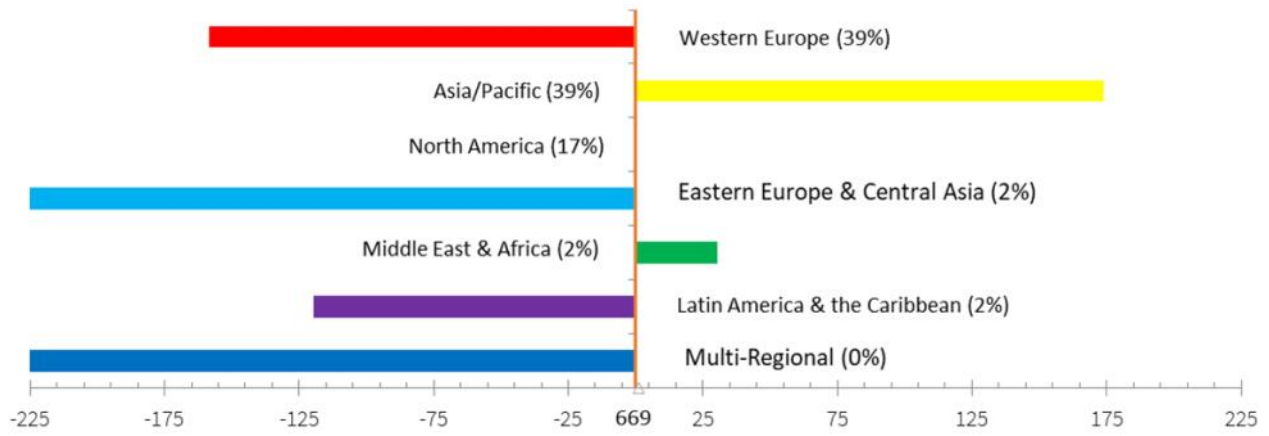 Western Europe (39%)
Asia/Pacific (39%)
North America (17%)
Eastern Europe & Central Asia (2%)
Middle East & Africa (2%)
Latin America & the Caribbean (2%)
Multi-Regional (0%)
-225 -175 -125 -75 -25 669 25 75 125 175 225